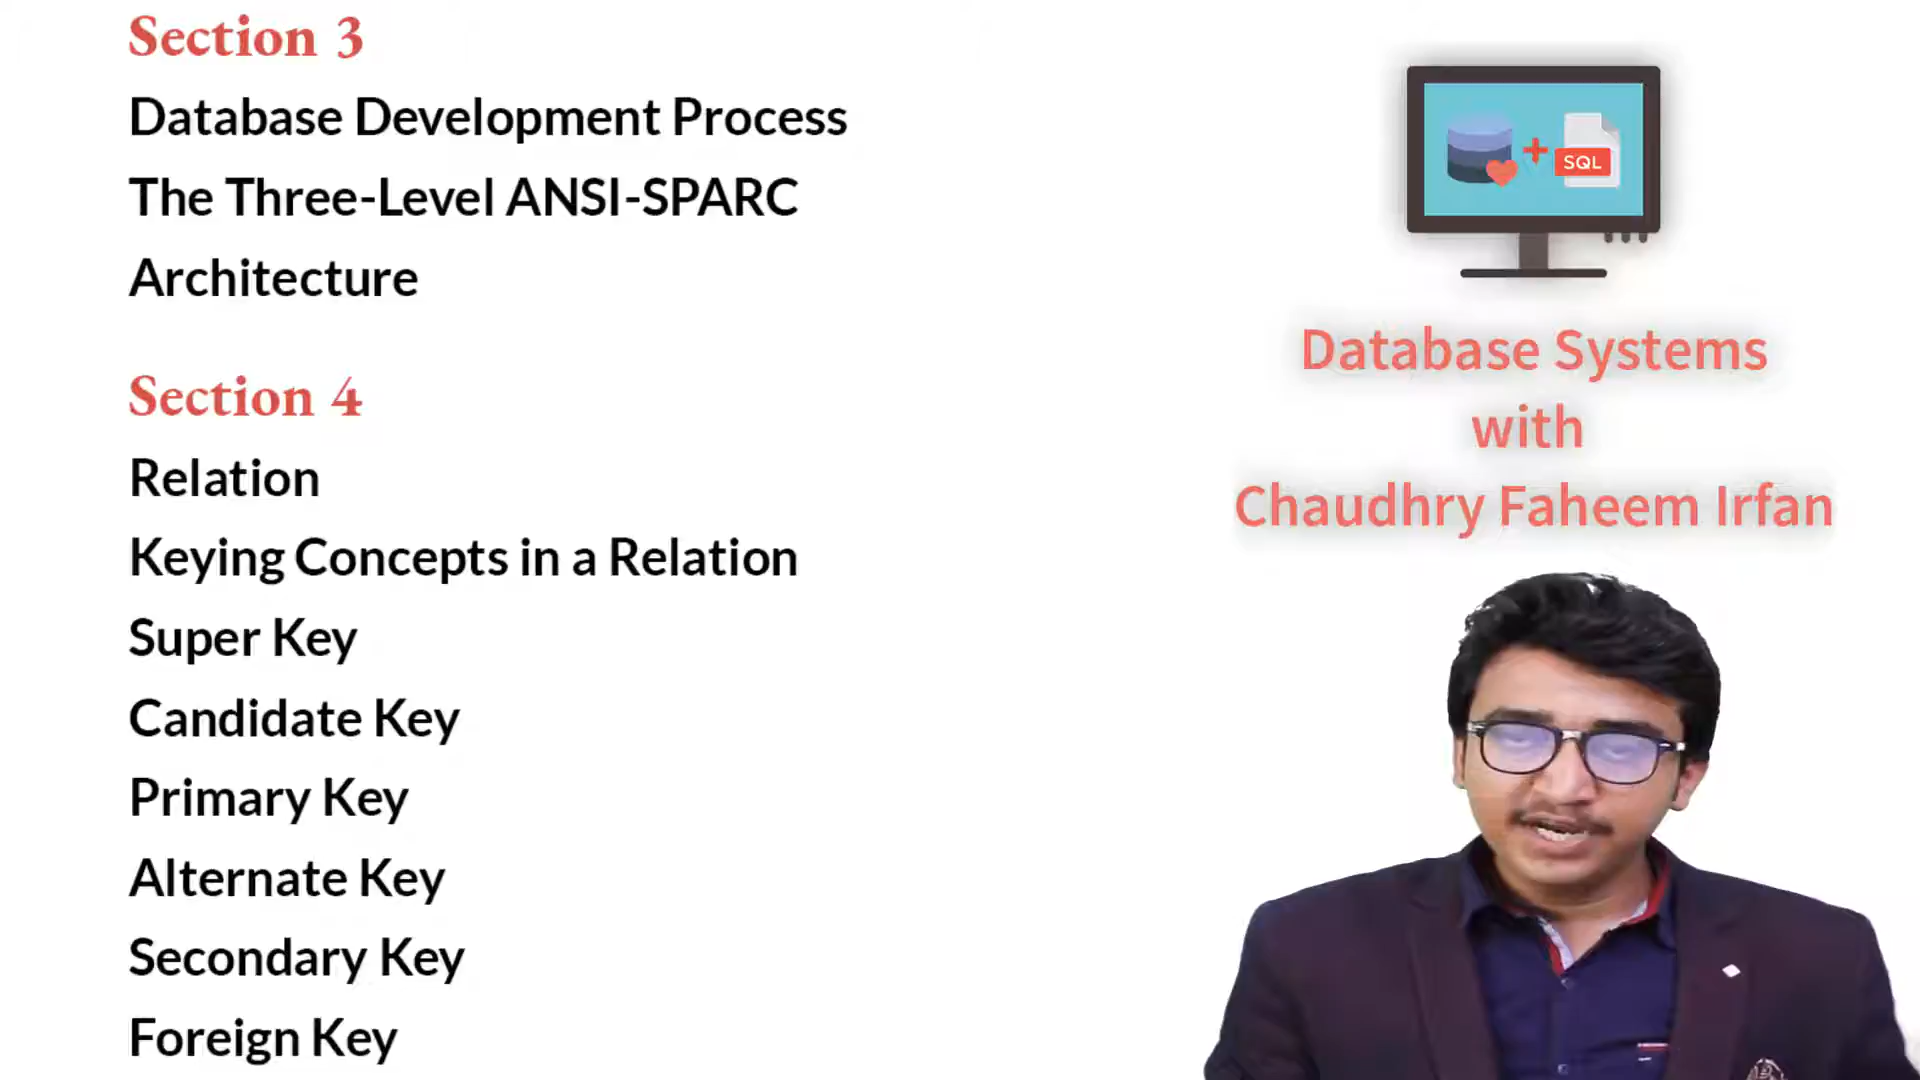 Section 3
Database Development Process
The Three-Level ANSI-SPARC
Architecture
Section 4
Relation
Keying Concepts in a Relation
Super Key
Candidate Key
Primary Key
Alternate Key
Secondary Key
Foreign Key
SQL
Database Systems
with
Chaudhry Faheem Irfan